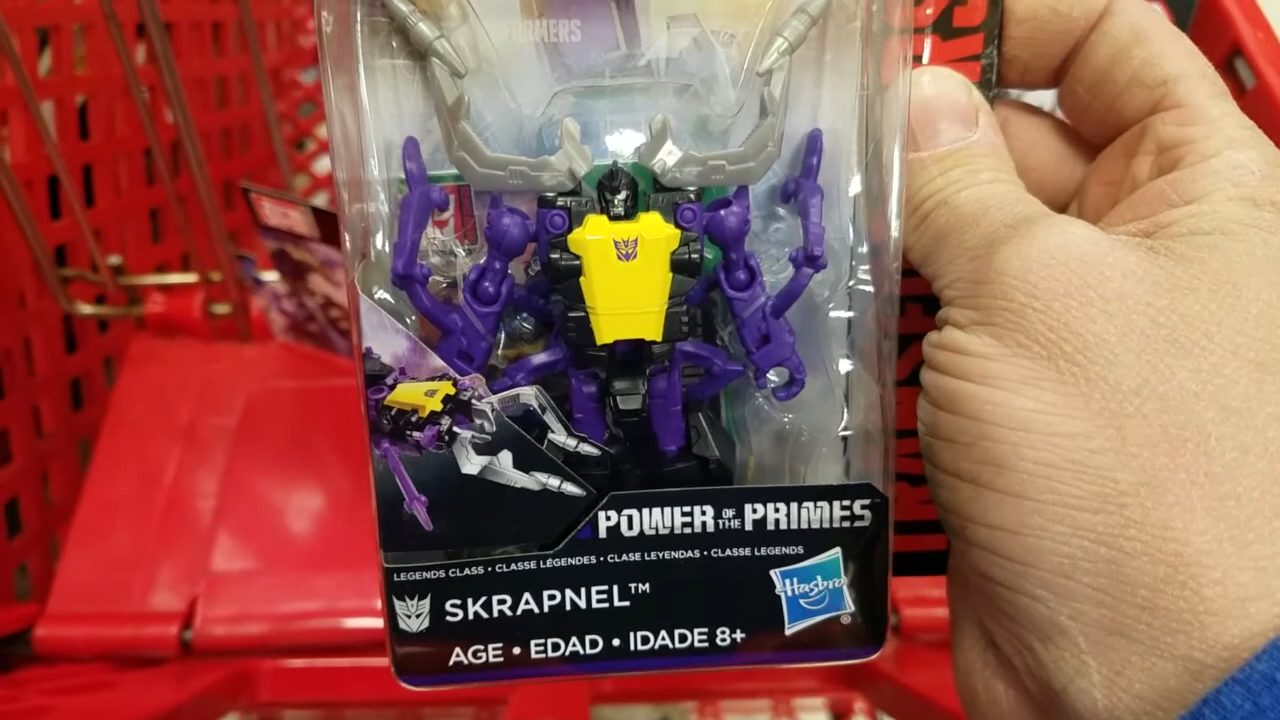 POWER OF THE PRIMES
LEGENDS CLASS • CLASSE LÉGENDES • CLASE LEYENDAS • CLASSE LEGENDS
SKRAPNEL™
Hasbro
®
AGE • EDAD • IDADE 8+